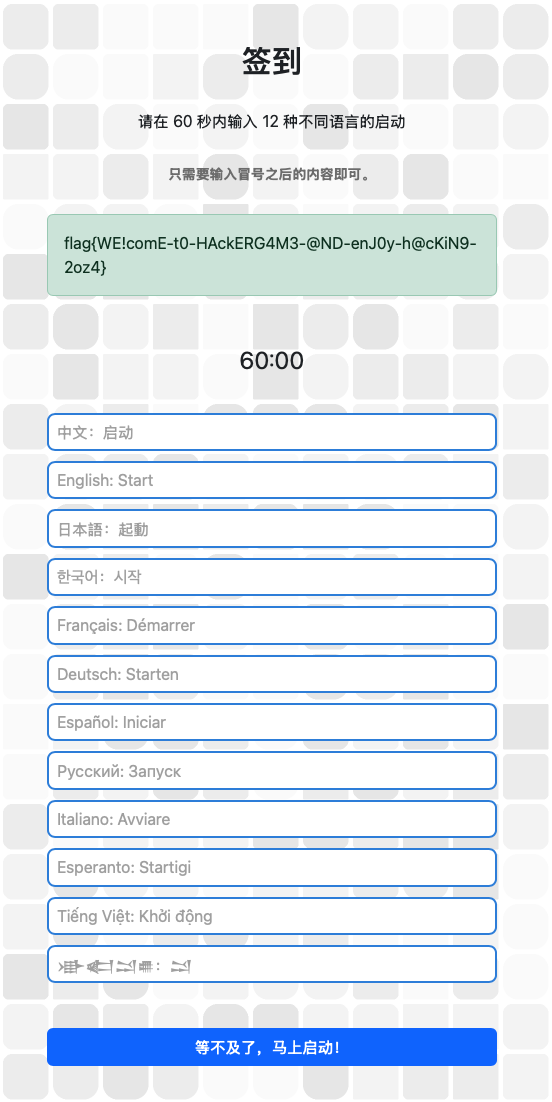 签到
请在 60 秒内输入 12 种不同语言的启动
只需要输入冒号之后的内容即可。
flag{WE!comE-t0-HAckERG4M3-@ND-enJ0y-h@cKiN9-
2oz4}
60:00
中文：启动
English: Start
日本語：起動
한국어：시작
Français: Démarrer
Deutsch: Starten
Español: Iniciar
Русский: Запуск
Italiano: Avviare
Esperanto: Startigi
Tiếng Việt: Khởi động
等不及了，马上启动！